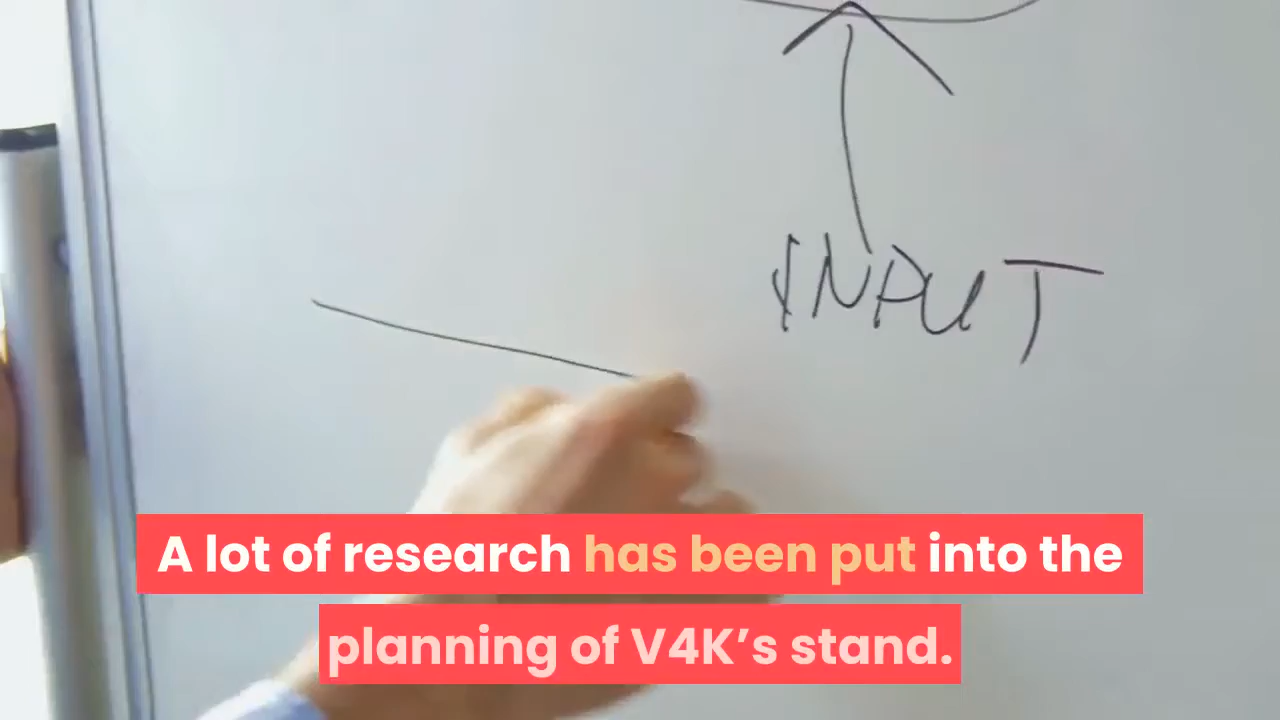 INPUT
A lot of research has been put into the
planning of V4K’s stand.